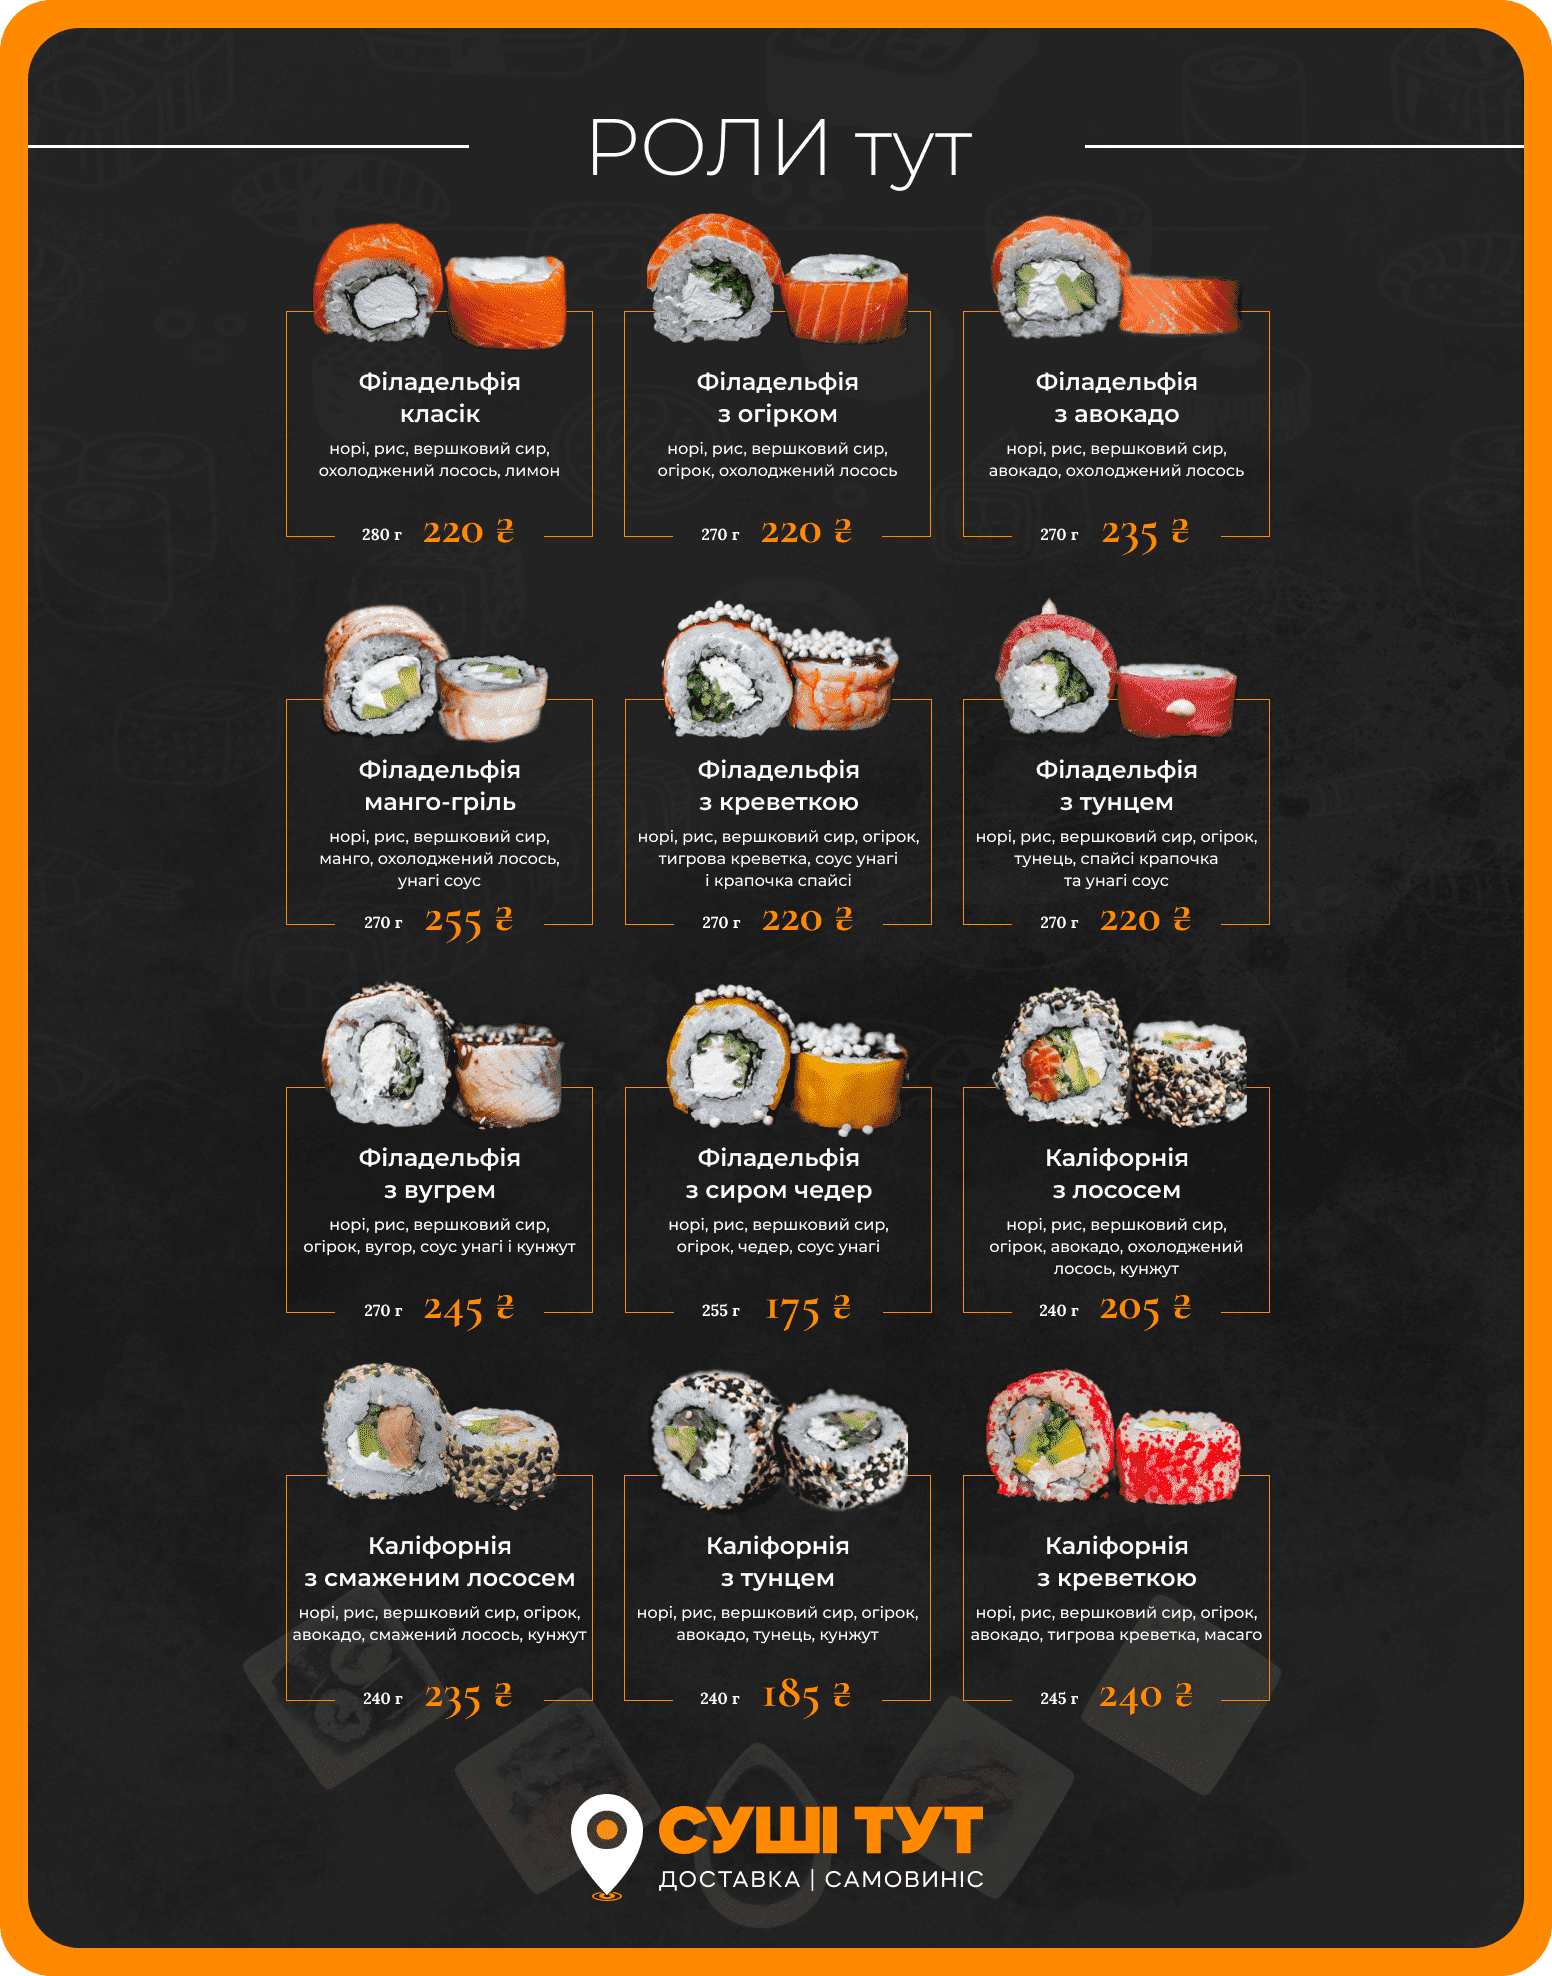 РОЛИ тут
Філадельфія
класік
норі, рис, вершковий сир,
охолоджений лосось, лимон
280 г 220 ₴
Філадельфія
з огірком
норі, рис, вершковий сир,
огірок, охолоджений лосось
270 г 220 ₴
Філадельфія
з авокадо
норі, рис, вершковий сир,
авокадо, охолоджений лосось
270 г 235 ₴
Філадельфія
манго-гріль
норі, рис, вершковий сир,
манго, охолоджений лосось,
унагі соус
270 г 255 ₴
Філадельфія
з креветкою
норі, рис, вершковий сир, огірок,
тигрова креветка, соус унагі
і крапочка спайсі
270 г 220 ₴
Філадельфія
з тунцем
норі, рис, вершковий сир, огірок,
тунець, спайсі крапочка
та унагі соус
270 г 220 ₴
Філадельфія
з вугрем
норі, рис, вершковий сир,
огірок, вугор, соус унагі і кунжут
270 г 245 ₴
Філадельфія
з сиром чедер
норі, рис, вершковий сир,
огірок, чедер, соус унагі
255 г 175 ₴
Каліфорнія
з лососем
норі, рис, вершковий сир,
огірок, авокадо, охолоджений
лосось, кунжут
240 г 205 ₴
Каліфорнія
з смаженим лососем
норі, рис, вершковий сир, огірок,
авокадо, смажений лосось, кунжут
240 г 235 ₴
Каліфорнія
з тунцем
норі, рис, вершковий сир, огірок,
авокадо, тунець, кунжут
240 г 185 ₴
Каліфорнія
з креветкою
норі, рис, вершковий сир, огірок,
авокадо, тигрова креветка, масаго
245 г 240 ₴
СУШІ ТУТ
ДОСТАВКА | САМОВИНІС